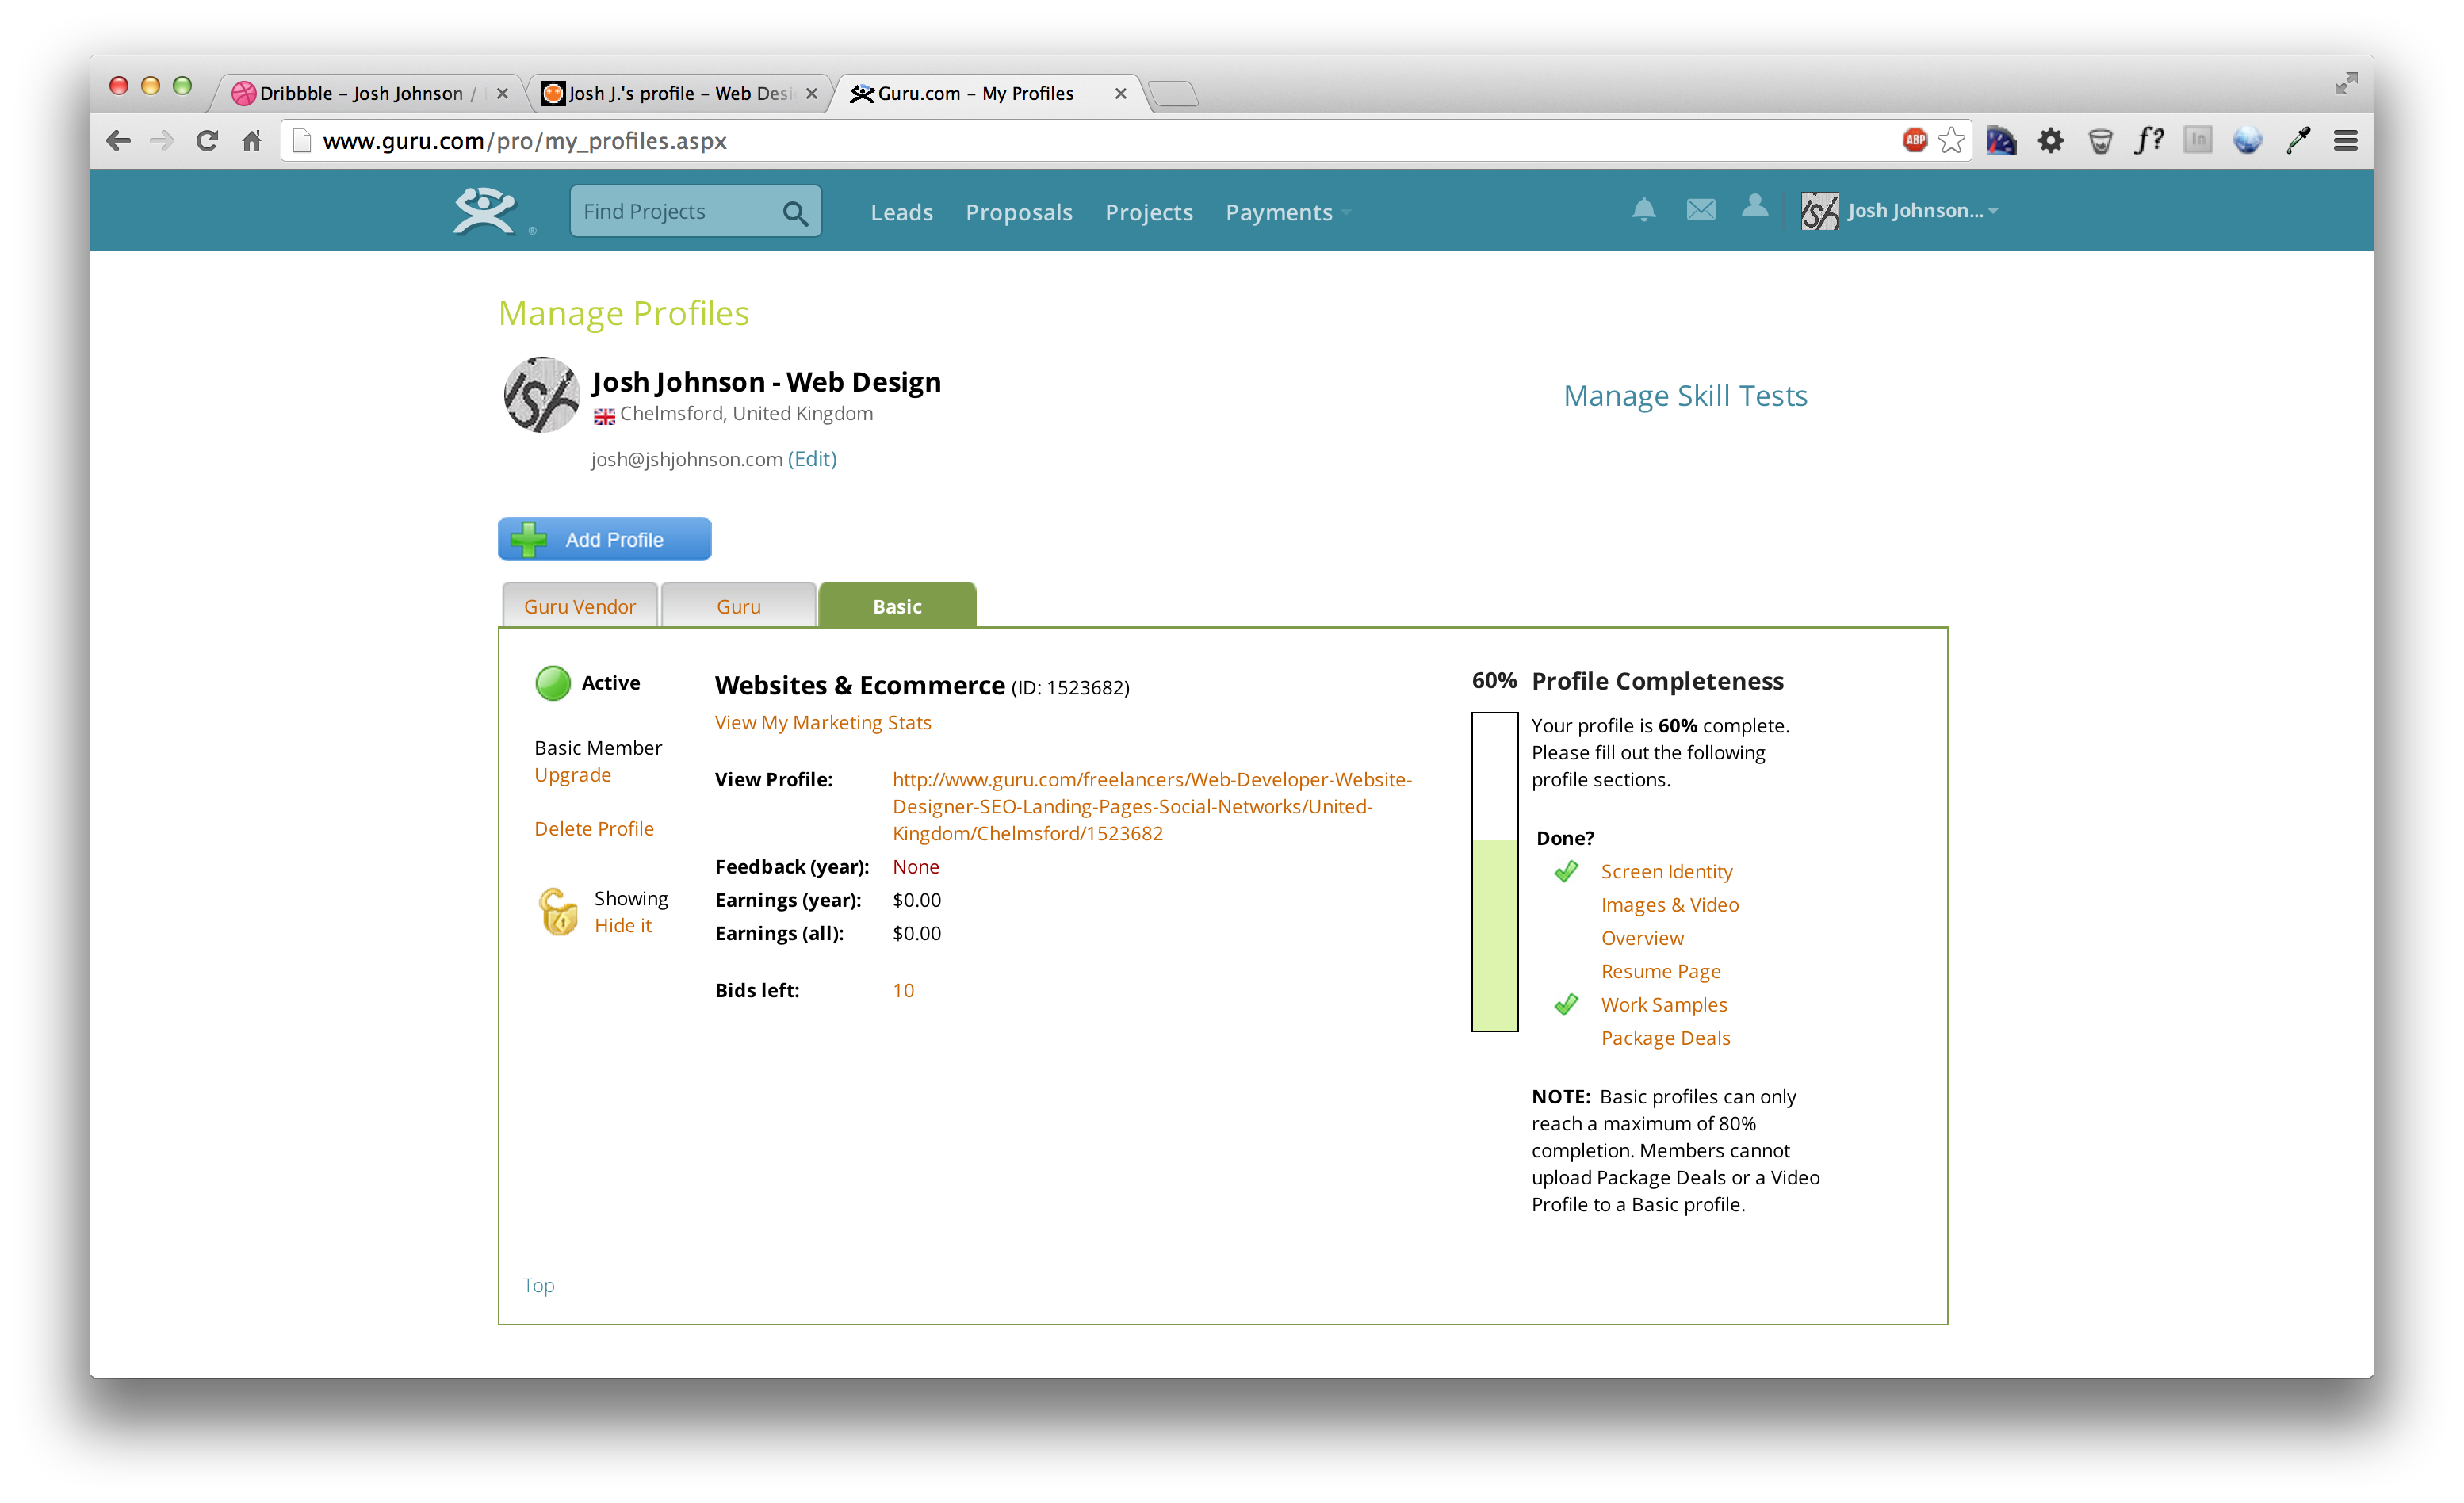 Dribbble – Josh Johnson /
Josh J.'s profile – Web Desi
Guru.com – My Profiles
www.guru.com/pro/my_profiles.aspx
ABP
f?
In
®
Find Projects
Leads
Proposals
Projects
Payments
Josh Johnson...
Manage Profiles
Josh Johnson - Web Design
Chelmsford, United Kingdom
josh@jshjohnson.com (Edit)
Manage Skill Tests
Add Profile
Guru Vendor
Guru
Basic
Active
Basic Member
Upgrade
Delete Profile
Showing
Hide it
Websites & Ecommerce (ID: 1523682)
View My Marketing Stats
View Profile: http://www.guru.com/freelancers/Web-Developer-Website-
Designer-SEO-Landing-Pages-Social-Networks/United-
Kingdom/Chelmsford/1523682
Feedback (year): None
Earnings (year): $0.00
Earnings (all): $0.00
Bids left: 10
60% Profile Completeness
Your profile is 60% complete.
Please fill out the following
profile sections.
Done?
Screen Identity
Images & Video
Overview
Resume Page
Work Samples
Package Deals
NOTE: Basic profiles can only
reach a maximum of 80%
completion. Members cannot
upload Package Deals or a Video
Profile to a Basic profile.
Top